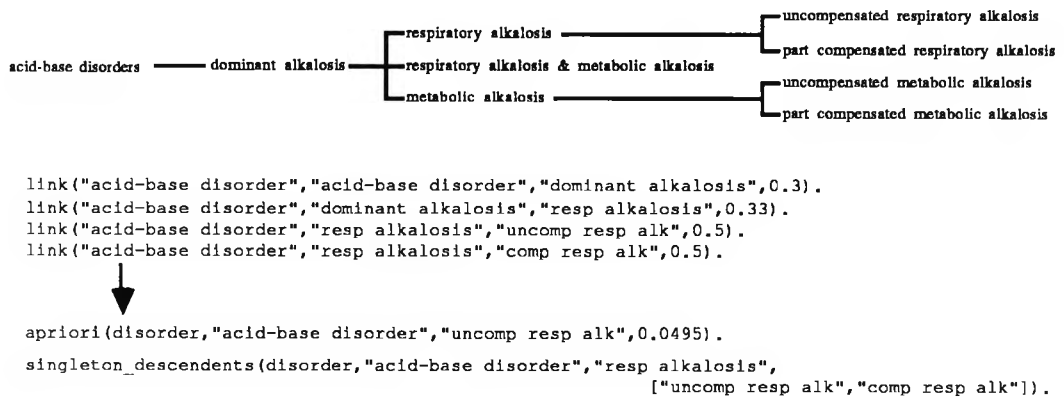 uncompensated respiratory alkalosis
respiratory alkalosis
part compensated respiratory alkalosis
acid-base disorders
dominant alkalosis
respiratory alkalosis & metabolic alkalosis
uncompensated metabolic alkalosis
metabolic alkalosis
part compensated metabolic alkalosis
link("acid-base disorder","acid-base disorder","dominant alkalosis",0.3).
link("acid-base disorder","dominant alkalosis","resp alkalosis",0.33).
link("acid-base disorder","resp alkalosis","uncomp resp alk",0.5).
link("acid-base disorder","resp alkalosis","comp resp alk",0.5).
apriori(disorder,"acid-base disorder","uncomp resp alk",0.0495).
singleton_descendents(disorder,"acid-base disorder","resp alkalosis",
["uncomp resp alk","comp resp alk"]).